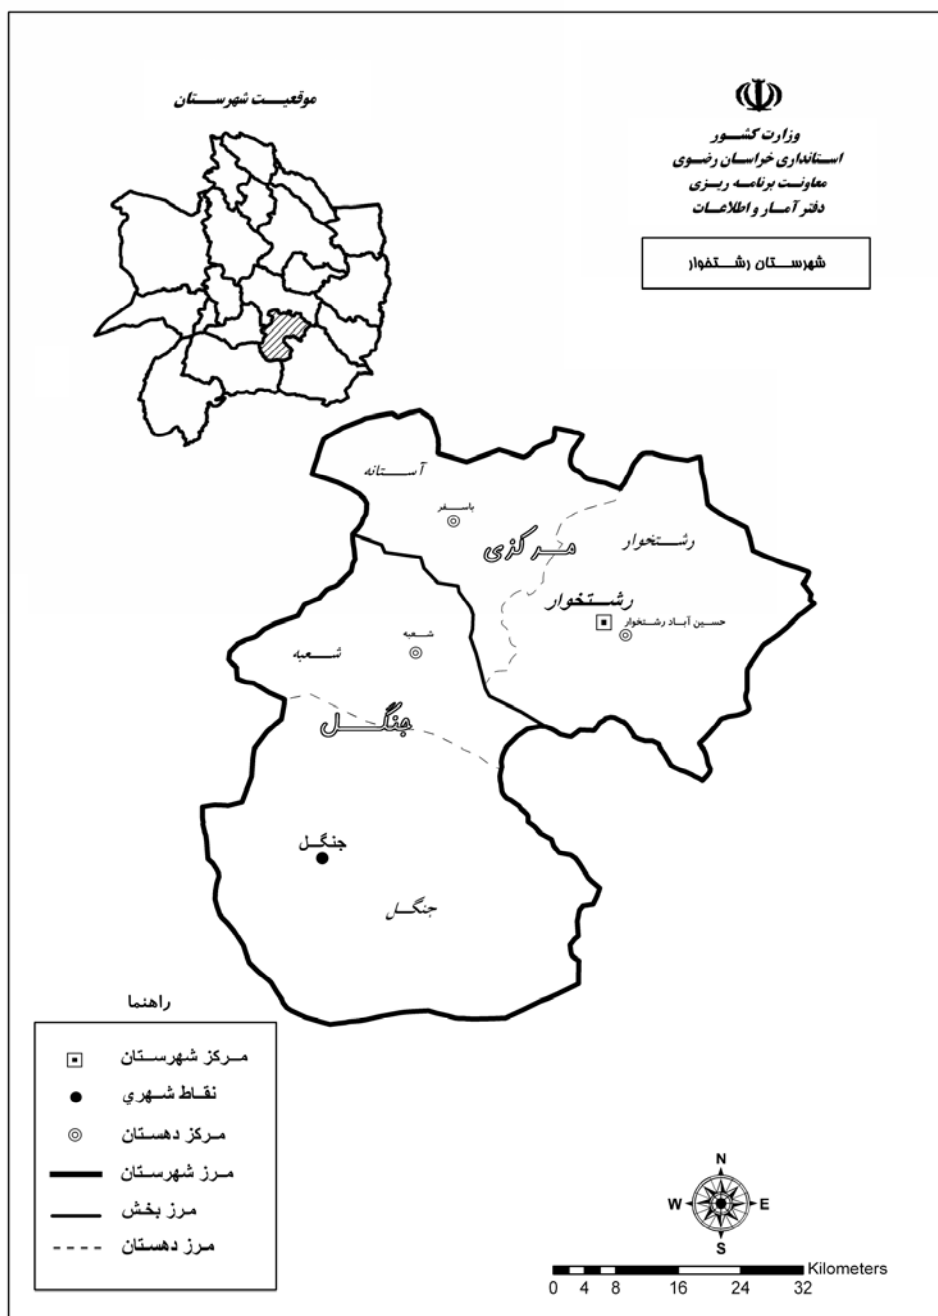 موقعیت شهرستان
وزارت کشور
استانداری خراسان رضوی
معاونت برنامه ریزی
دفتر آمار و اطلاعات
شهرستان رشتخوار
آستانه
باسفر
مرکزی
رشتخوار
رشتخوار
حسین آباد رشتخوار
شعبه
شعبه
جنگل
جنگل
جنگل
راهنما
مرکز شهرستان
نقاط شهري
مرکز دهستان
مرز شهرستان
مرز بخش
مرز دهستان
N
W E
S
Kilometers
0 4 8 16 24 32